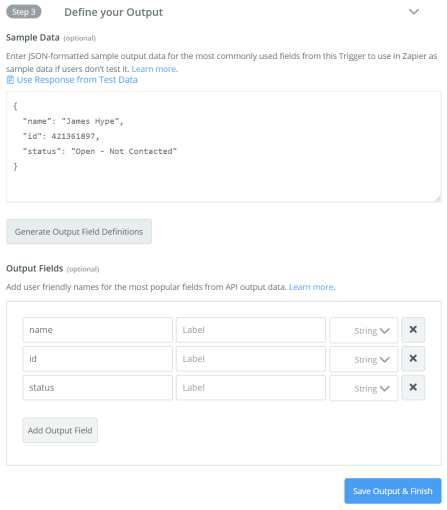 Step 3 Define your Output
Sample Data (optional)
Enter JSON-formatted sample output data for the most commonly used fields from this Trigger to use in Zapier as
sample data if users don't test it. Learn more.
Use Response from Test Data
{
"name": "James Hype",
"id": 421361897,
"status": "Open - Not Contacted"
}
Generate Output Field Definitions
Output Fields (optional)
Add user friendly names for the most popular fields from API output data. Learn more.
name Label String
id Label String
status Label String
Add Output Field
Save Output & Finish